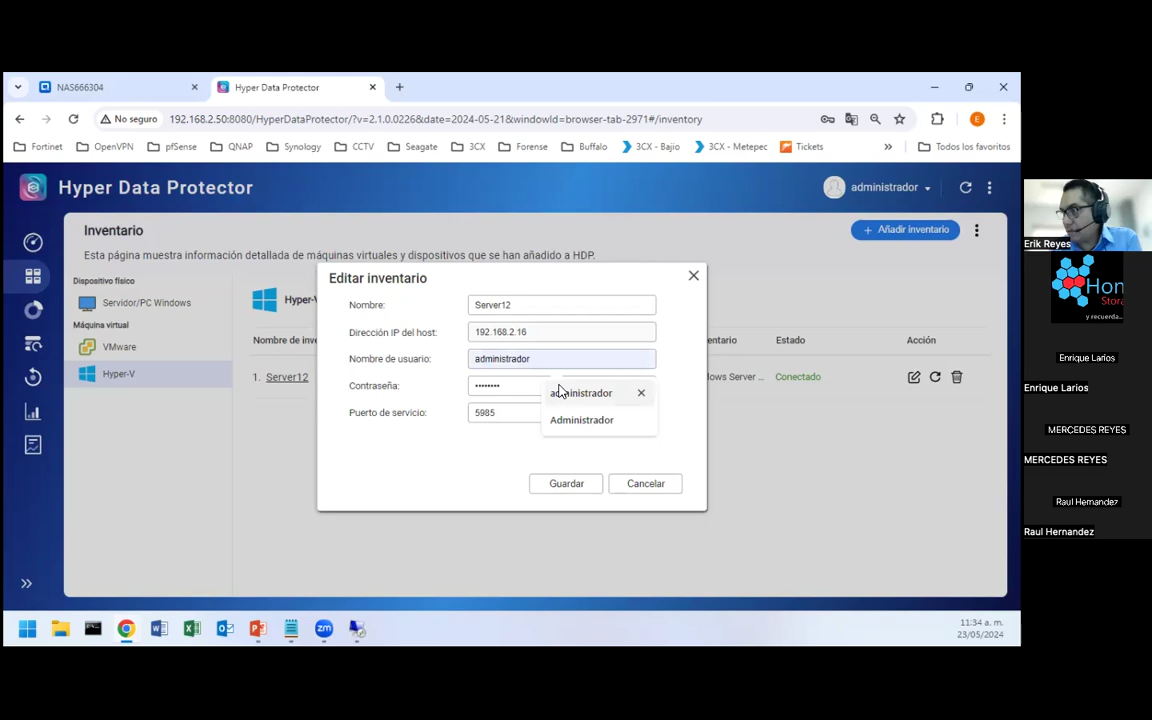 NAS666304
Hyper Data Protector
No seguro
192.168.2.50:8080/HyperDataProtector/?v=2.1.0.0226&date=2024-05-21&windowId=browser-tab-2971#/inventory
E
Fortinet
OpenVPN
pfSense
QNAP
Synology
CCTV
Seagate
3CX
Forense
Buffalo
3CX - Bajio
3CX - Metepec
Tickets
»
Todos los favoritos
Hyper Data Protector
administrador
Inventario
+ Añadir inventario
Esta página muestra información detallada de máquinas virtuales y dispositivos que se han añadido a HDP.
Dispositivo físico
Servidor/PC Windows
Máquina virtual
VMware
Hyper-V
Hyper-V
Nombre de inve
entario
Estado
Acción
1. Server12
lows Server ...
Conectado
Editar inventario
Nombre:
Server12
Dirección IP del host:
192.168.2.16
Nombre de usuario:
administrador
Contraseña:
••••••••
administrador
Administrador
Puerto de servicio:
5985
Guardar
Cancelar
11:34 a. m.
23/05/2024
Erik Reyes
Hon
Stora
y recuerda...
Enrique Larios
Enrique Larios
MERCEDES REYES
MERCEDES REYES
Raul Hernandez
Raul Hernandez